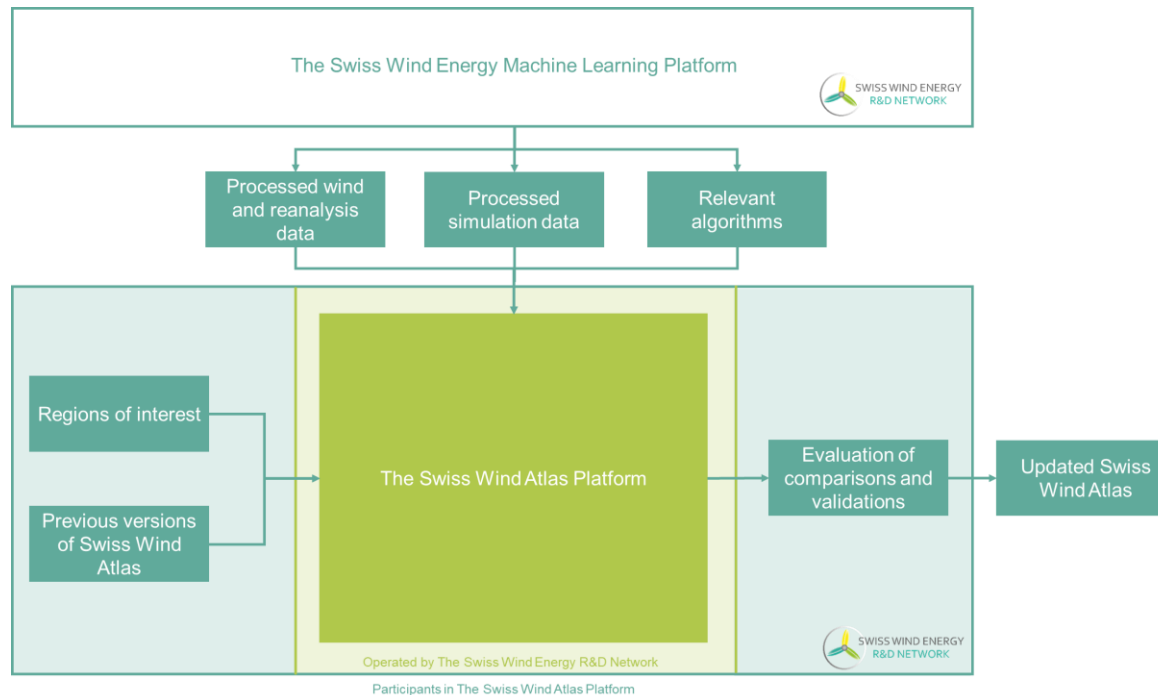 The Swiss Wind Energy Machine Learning Platform
SWISS WIND ENERGY
R&D NETWORK
Processed wind
and reanalysis
data
Processed
simulation data
Relevant
algorithms
Regions of interest
Previous versions
of Swiss Wind
Atlas
The Swiss Wind Atlas Platform
Evaluation of
comparisons and
validations
Updated Swiss
Wind Atlas
SWISS WIND ENERGY
R&D NETWORK
Operated by The Swiss Wind Energy R&D Network
Participants in The Swiss Wind Atlas Platform